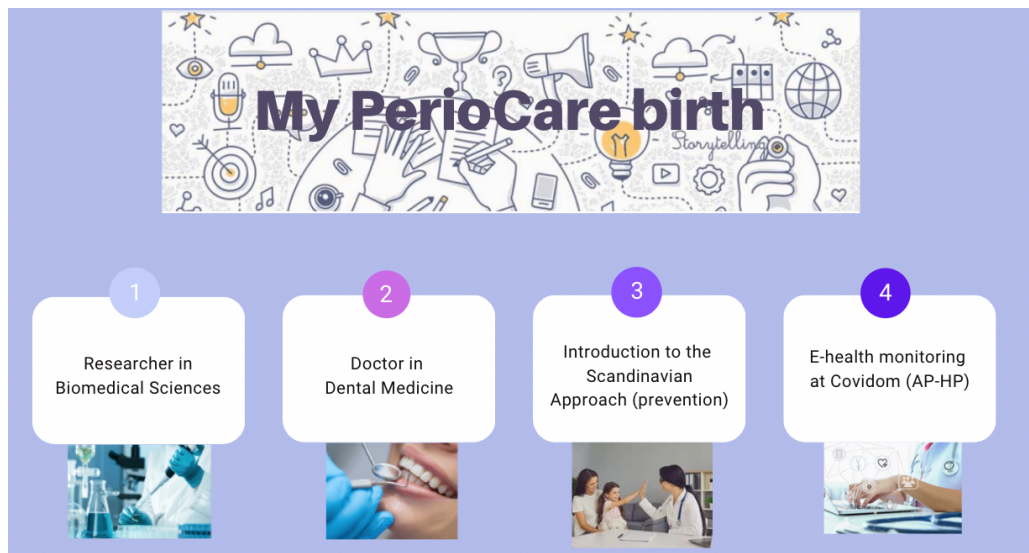 My PerioCare birth
Storytelling
1
Researcher in
Biomedical Sciences
2
Doctor in
Dental Medicine
3
Introduction to the
Scandinavian
Approach (prevention)
4
E-health monitoring
at Covidom (AP-HP)